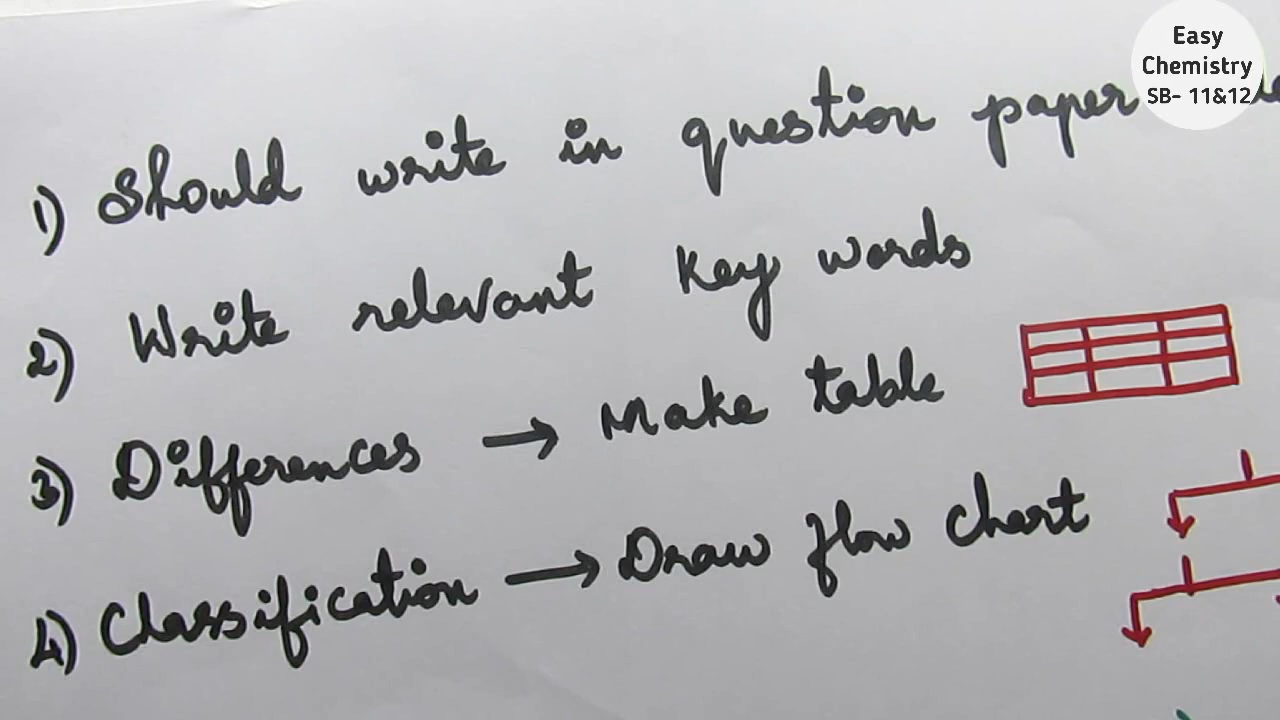 Easy
Chemistry
SB- 11&12
1) Should write in question paper
2) Write relevant key words
3) Differences → Make table
4) Classification → Draw flow chart